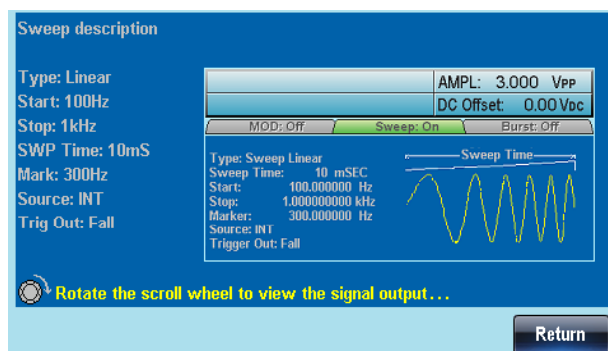 Sweep description
Type: Linear
Start: 100Hz
Stop: 1kHz
SWP Time: 10mS
Mark: 300Hz
Source: INT
Trig Out: Fall
AMPL: 3.000 VPP
DC Offset: 0.00 VDC
MOD: Off Sweep: On Burst: Off
Type: Sweep Linear
Sweep Time: 10 mSEC
Start: 100.000000 Hz
Stop: 1.000000000 kHz
Marker: 300.000000 Hz
Source: INT
Trigger Out: Fall
Sweep Time
Rotate the scroll wheel to view the signal output...
Return